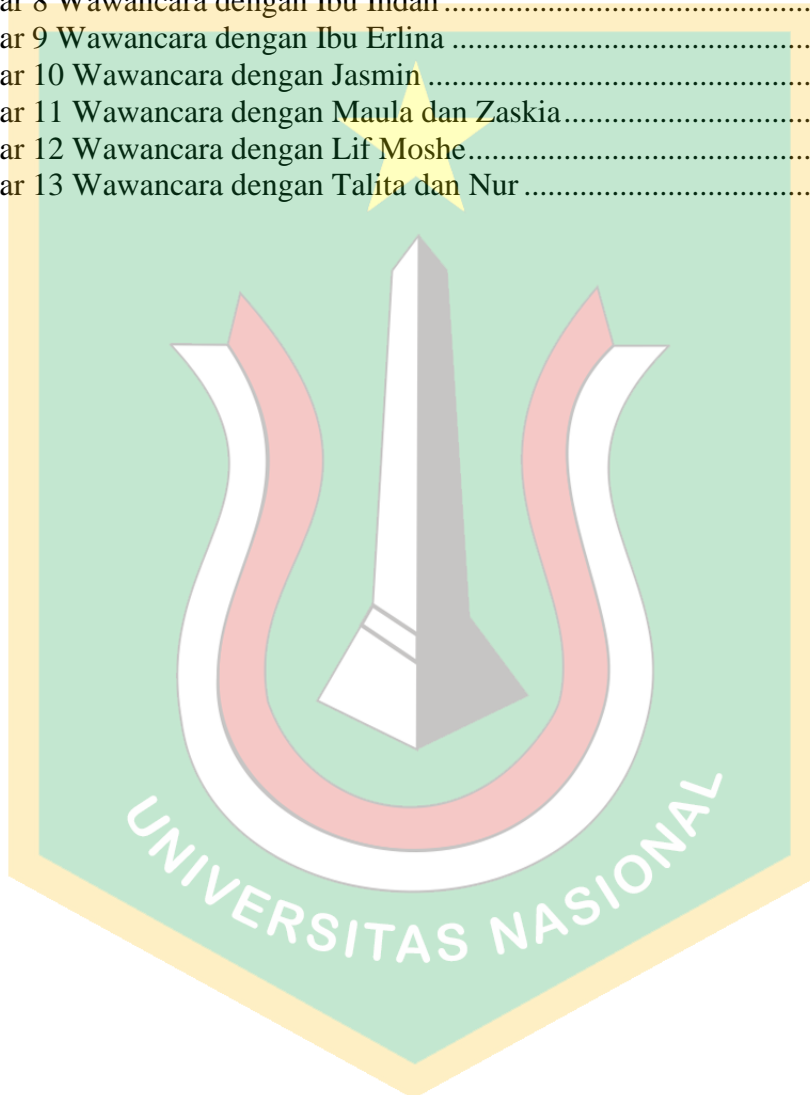 ar 8 Wawancara dengan Ibu Indah ........................................
ar 9 Wawancara dengan Ibu Erlina ........................................
ar 10 Wawancara dengan Jasmin ..........................................
ar 11 Wawancara dengan Maula dan Zaskia..............................
ar 12 Wawancara dengan Lif Moshe........................................
ar 13 Wawancara dengan Talita dan Nur ................................
UNIVERSITAS NASIONAL